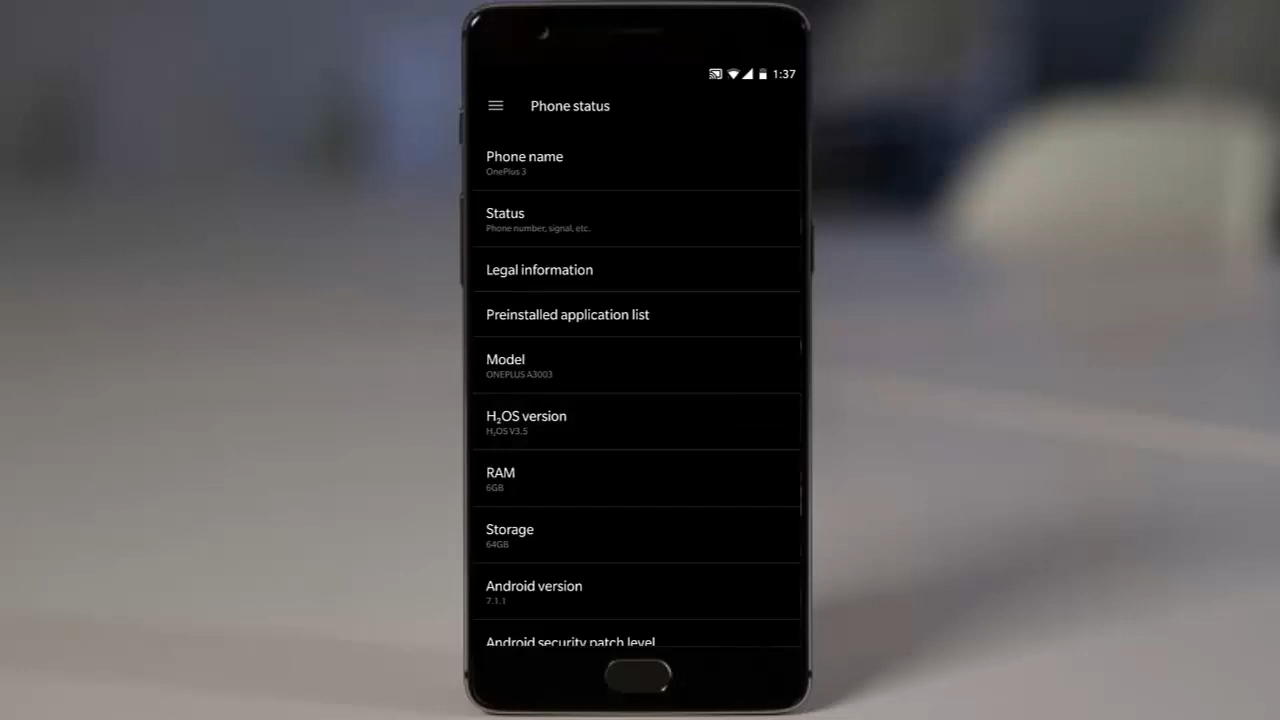 1:37
Phone status
Phone name
OnePlus 3
Status
Phone number, signal, etc.
Legal information
Preinstalled application list
Model
ONEPLUS A3003
H₂OS version
H₂OS V3.5
RAM
6GB
Storage
64GB
Android version
7.1.1
Android security patch level